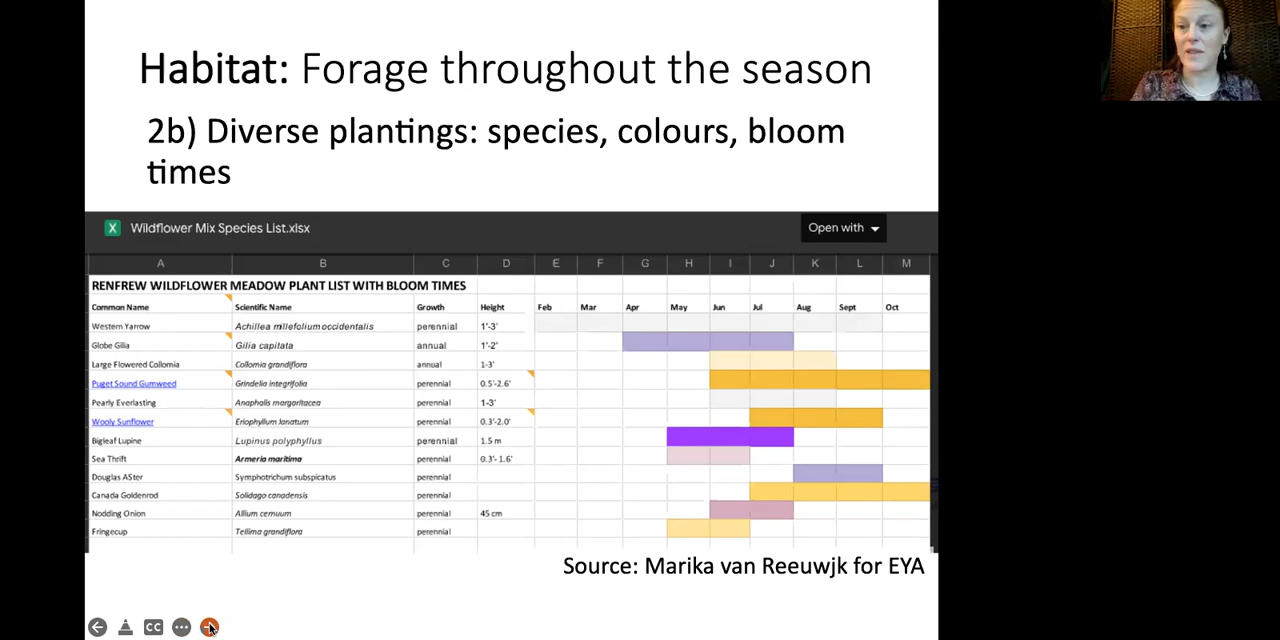 Habitat: Forage throughout the season
2b) Diverse plantings: species, colours, bloom
times
X Wildflower Mix Species List.xlsx Open with
A B C D E F G H I J K L M
RENFREW WILDFLOWER MEADOW PLANT LIST WITH BLOOM TIMES
Common Name Scientific Name Growth Height Feb Mar Apr May Jun Jul Aug Sept Oct
Western Yarrow Achillea millefolium occidentalis perennial 1'-3'
Globe Gilia Gilia capitata annual 1'-2'
Large Flowered Collomia Collomia grandiflora annual 1-3'
Puget Sound Gumweed Grindelia integrifolia perennial 0.5'-2.6'
Pearly Everlasting Anaphalis margaritacea perennial 1-3'
Wooly Sunflower Eriophyllum lanatum perennial 0.3'-2.0'
Bigleaf Lupine Lupinus polyphyllus perennial 1.5 m
Sea Thrift Armeria maritima perennial 0.3'-1.6'
Douglas ASter Symphotrichum subspicatus perennial
Canada Goldenrod Solidago canadensis perennial
Nodding Onion Allium cernuum perennial 45 cm
Fringecup Tellima grandiflora perennial
Source: Marika van Reeuwjk for EYA
CC